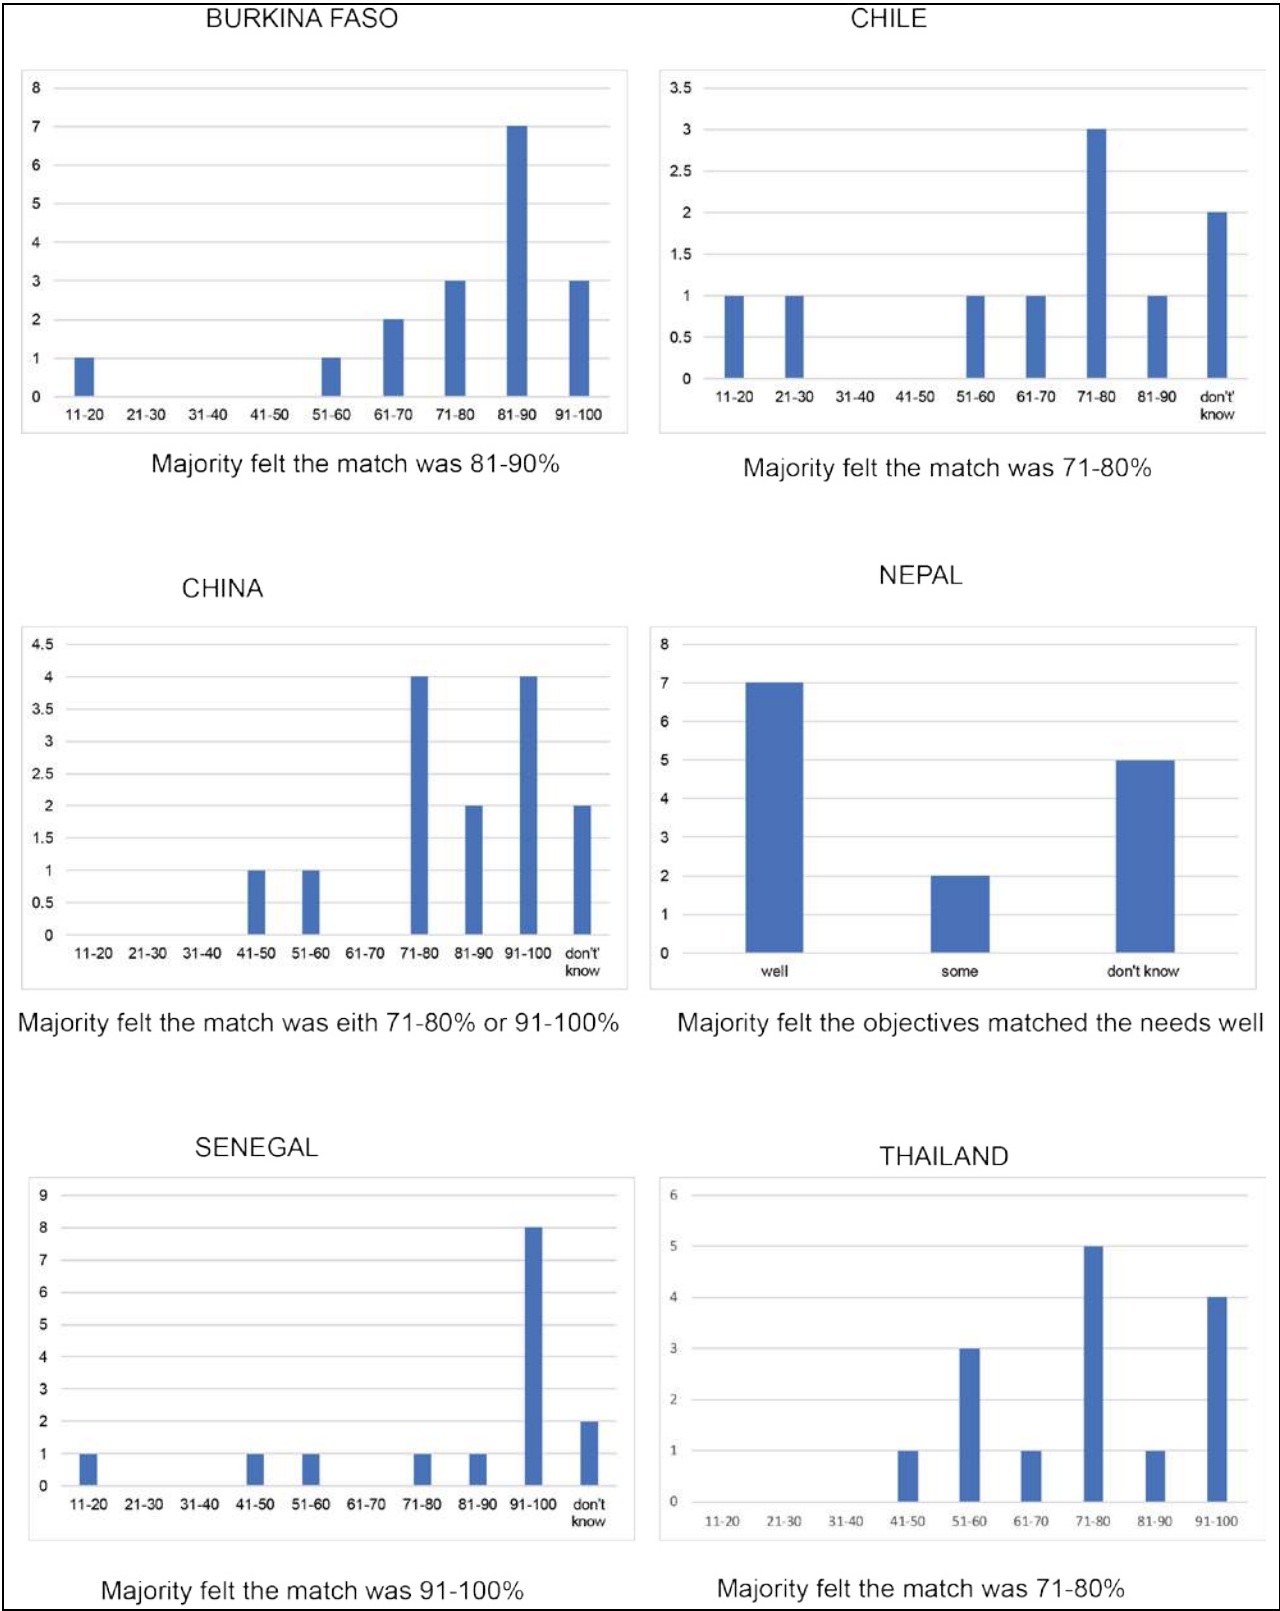 BURKINA FASO
8
7
6
5
4
3
2
1
0
11-20 21-30 31-40 41-50 51-60 61-70 71-80 81-90 91-100
Majority felt the match was 81-90%
CHILE
3.5
3
2.5
2
1.5
1
0.5
0
11-20 21-30 31-40 41-50 51-60 61-70 71-80 81-90 don't'
know
Majority felt the match was 71-80%
CHINA
4.5
4
3.5
3
2.5
2
1.5
1
0.5
0
11-20 21-30 31-40 41-50 51-60 61-70 71-80 81-90 91-100 don't'
know
Majority felt the match was eith 71-80% or 91-100%
NEPAL
8
7
6
5
4
3
2
1
0
well some don't know
Majority felt the objectives matched the needs well
SENEGAL
9
8
7
6
5
4
3
2
1
0
11-20 21-30 31-40 41-50 51-60 61-70 71-80 81-90 91-100 don't
know
Majority felt the match was 91-100%
THAILAND
6
5
4
3
2
1
0
11-20 21-30 31-40 41-50 51-60 61-70 71-80 81-90 91-100
Majority felt the match was 71-80%